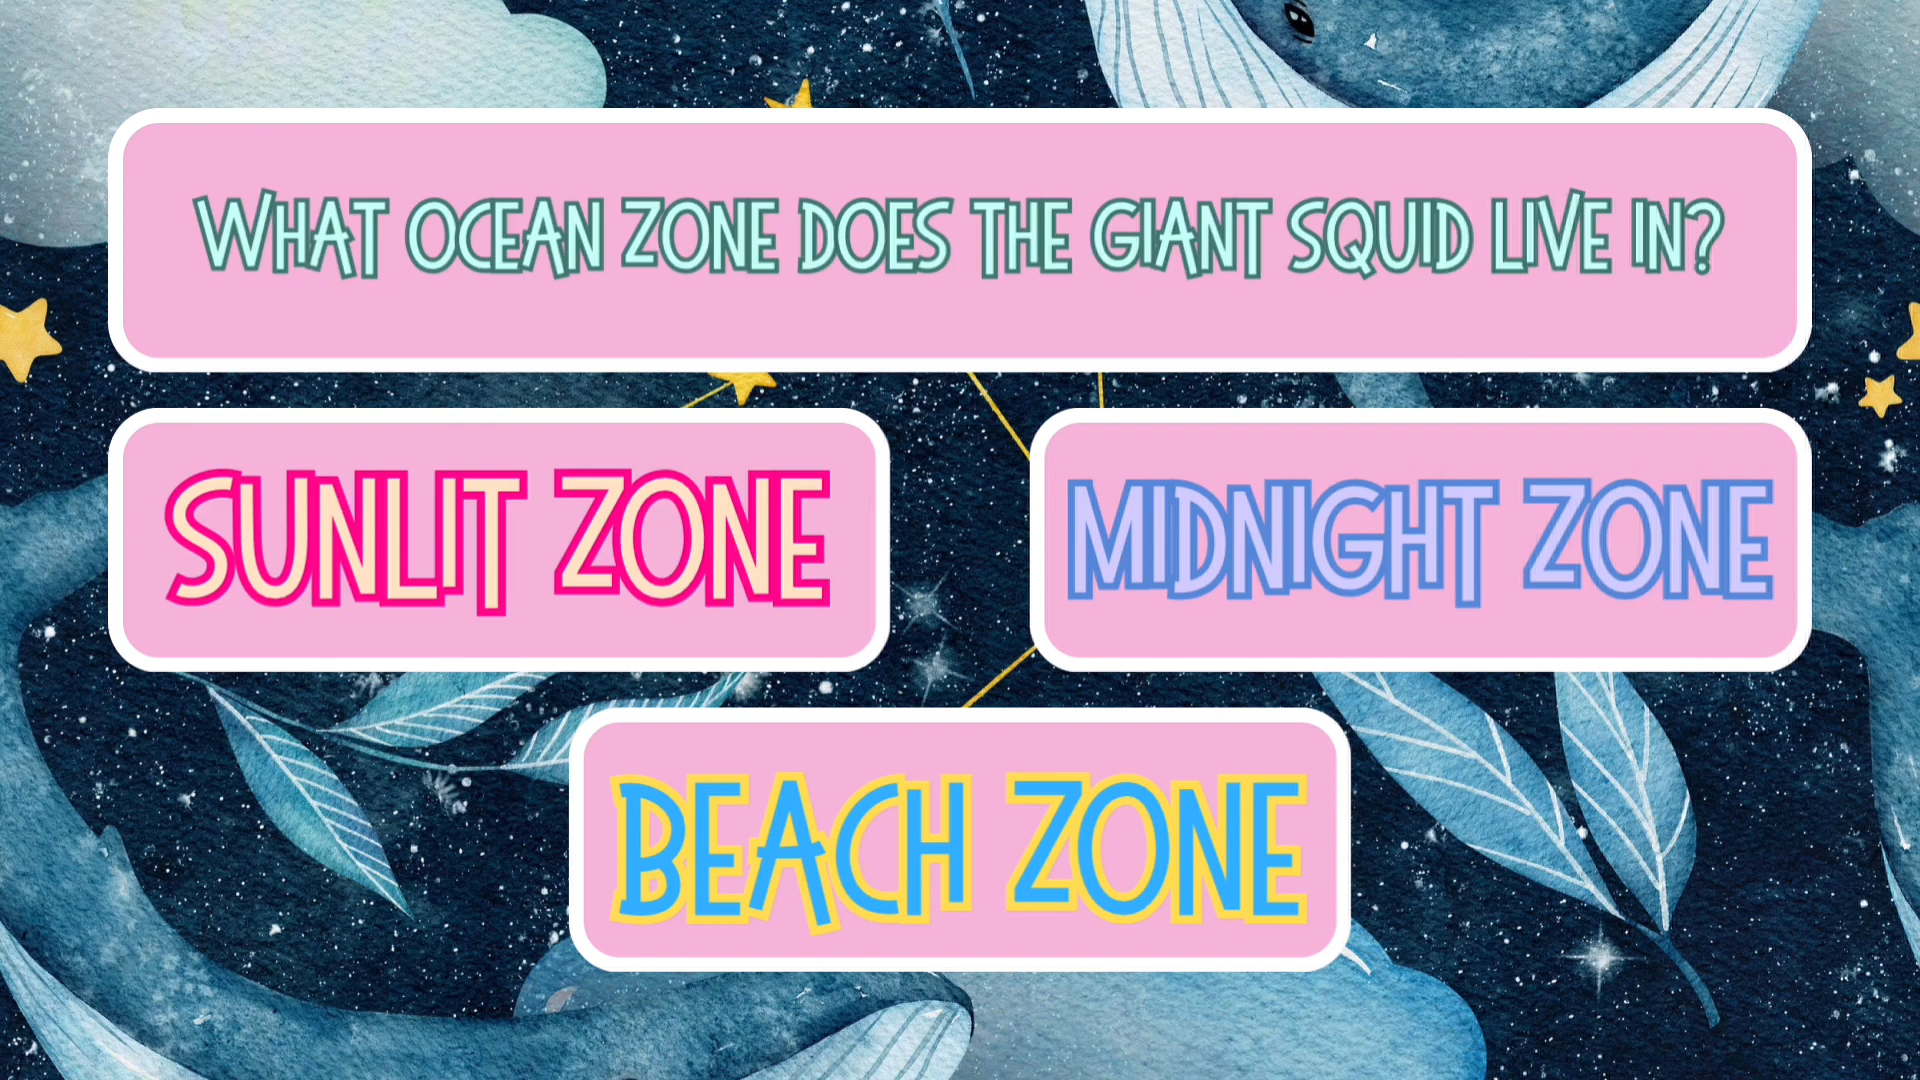 WHAT OCEAN ZONE DOES THE GIANT SQUID LIVE IN?
SUNLIT ZONE
MIDNIGHT ZONE
BEACH ZONE